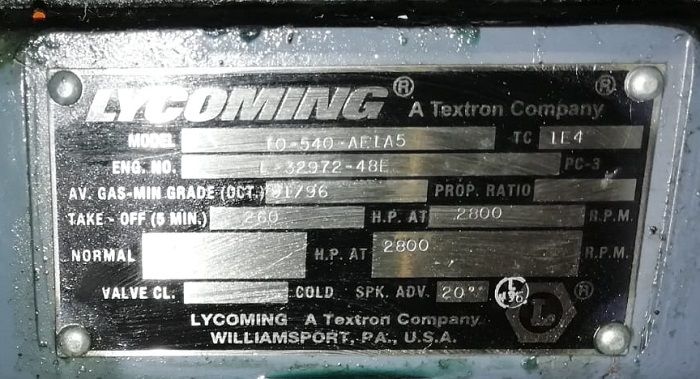 LYCOMING ® A Textron Company ®
MODEL IO-540-AE1A5 TC 1E4
ENG. NO. L-32972-48E PC-3
AV. GAS-MIN GRADE (OCT.) 91/96 PROP. RATIO
TAKE-OFF (5 MIN.) 260 H.P. AT 2800 R.P.M.
NORMAL H.P. AT 2800 R.P.M.
VALVE CL. COLD SPK. ADV. 20°
LYCOMING A Textron Company
WILLIAMSPORT, PA., U.S.A.